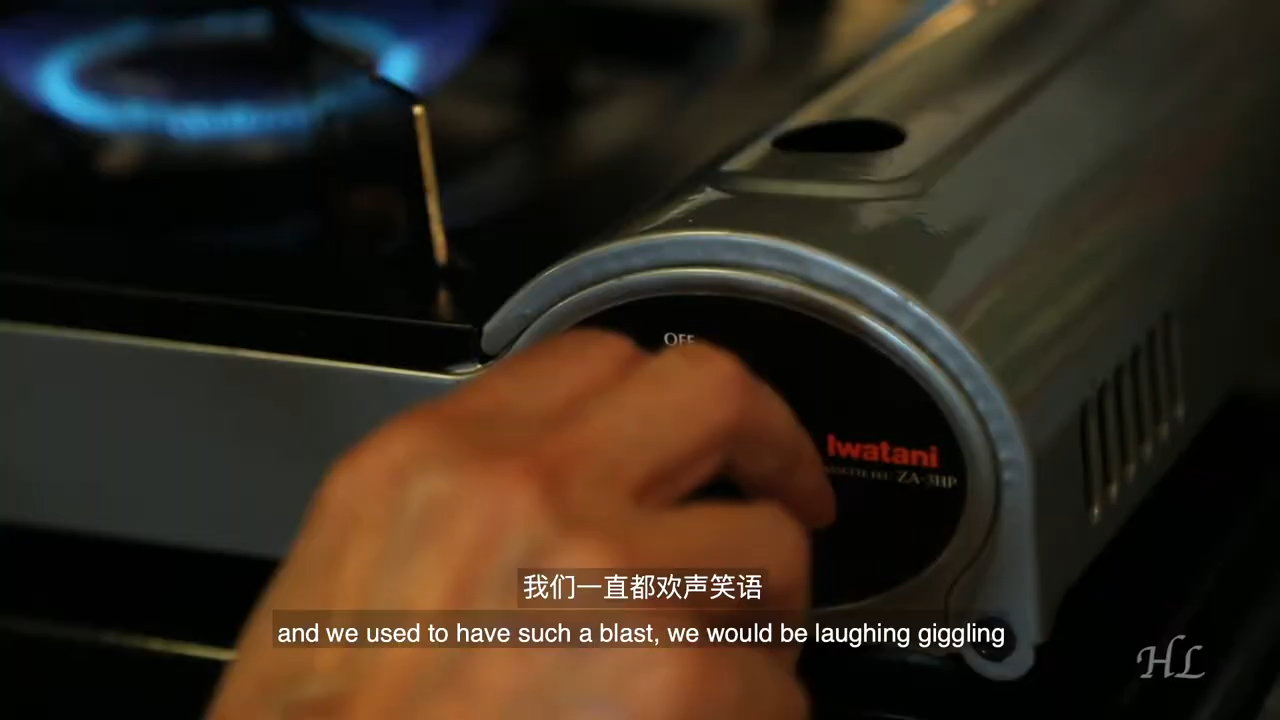 OFF
Iwatani
ZA-3HP
我们一直都欢声笑语
and we used to have such a blast, we would be laughing giggling
HL